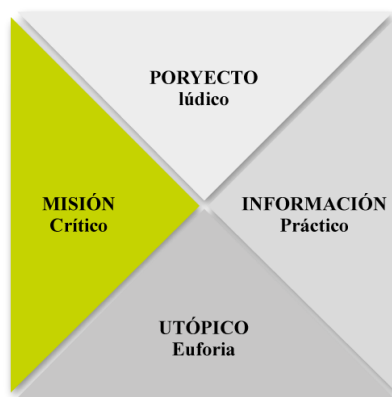 PORYECTO
lúdico
MISIÓN
Crítico
INFORMACIÓN
Práctico
UTÓPICO
Euforia